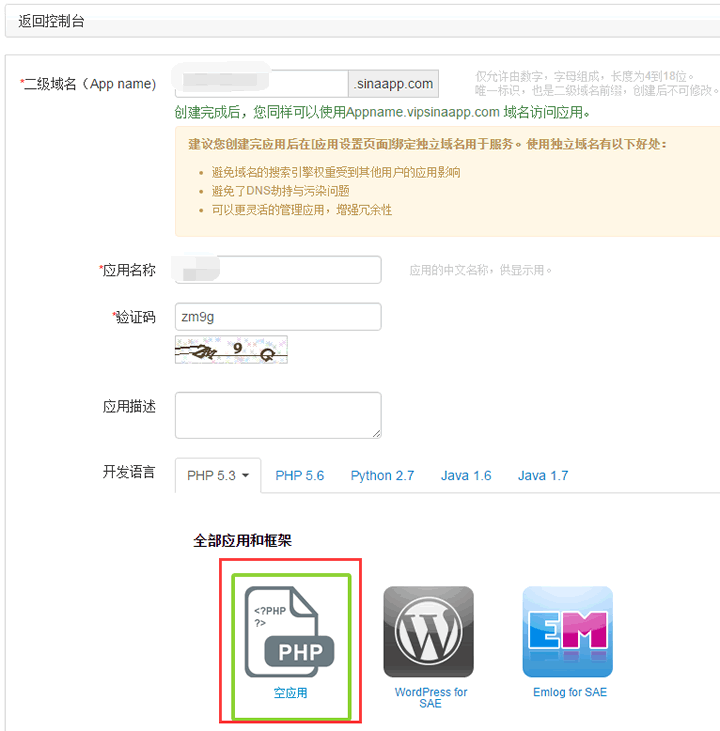 返回控制台
*二级域名（App name）
.sinaapp.com
仅允许由数字，字母组成，长度为4到18位。
唯一标识，也是二级域名前缀，创建后不可修改。
创建完成后，您同样可以使用Appname.vipsinaapp.com 域名访问应用。
建议您创建完应用后在[应用设置页面]绑定独立域名用于服务。使用独立域名有以下好处：
• 避免域名的搜索引擎权重受到其他用户的应用影响
• 避免了DNS劫持与污染问题
• 可以更灵活的管理应用，增强冗余性
*应用名称
应用的中文名称，供显示用。
*验证码
zm9g
ZM 9 G
应用描述
开发语言
PHP 5.3
PHP 5.6
Python 2.7
Java 1.6
Java 1.7
全部应用和框架
<?PHP
?>
PHP
W
EM
空应用
WordPress for
SAE
Emlog for SAE